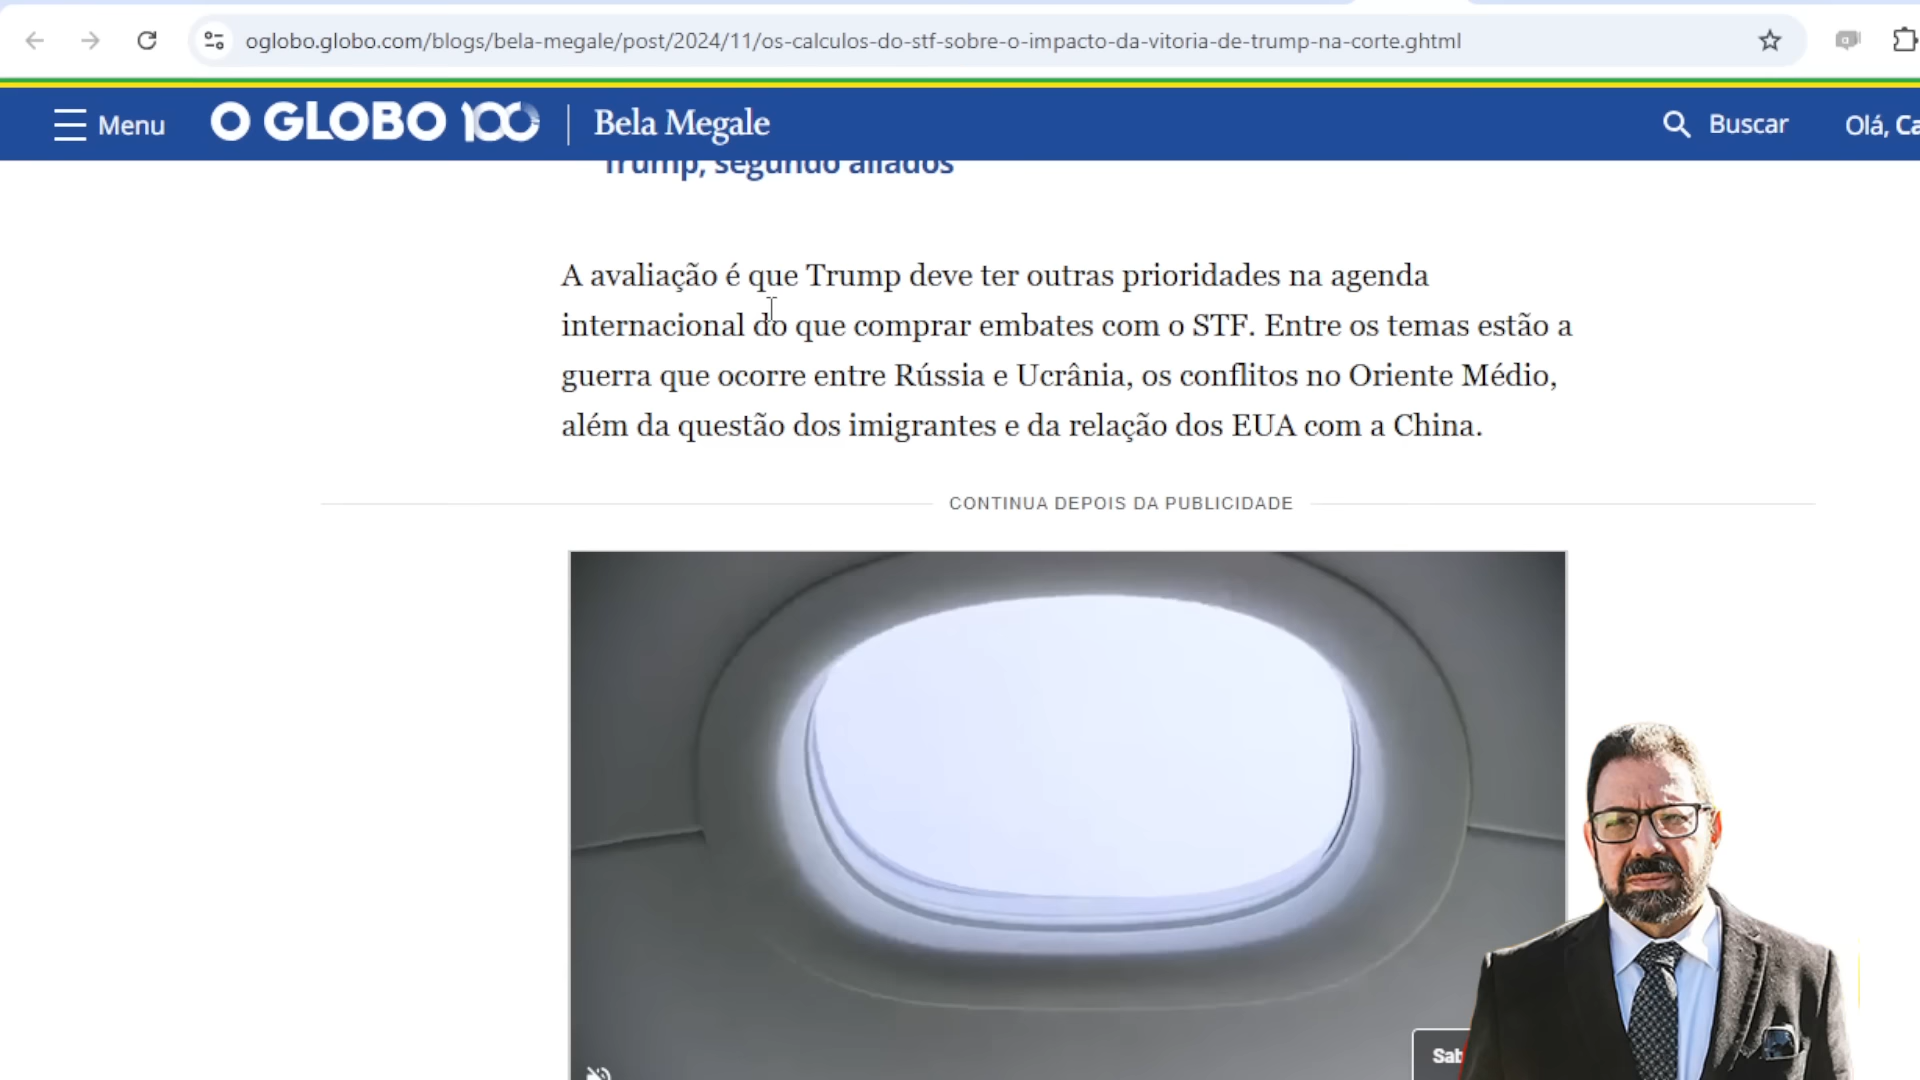 oglobo.globo.com/blogs/bela-megale/post/2024/11/os-calculos-do-stf-sobre-o-impacto-da-vitoria-de-trump-na-corte.ghtml
Menu O GLOBO 100 Bela Megale Buscar Olá, Ca
Trump, segundo aliados
A avaliação é que Trump deve ter outras prioridades na agenda
internacional do que comprar embates com o STF. Entre os temas estão a
guerra que ocorre entre Rússia e Ucrânia, os conflitos no Oriente Médio,
além da questão dos imigrantes e da relação dos EUA com a China.
CONTINUA DEPOIS DA PUBLICIDADE